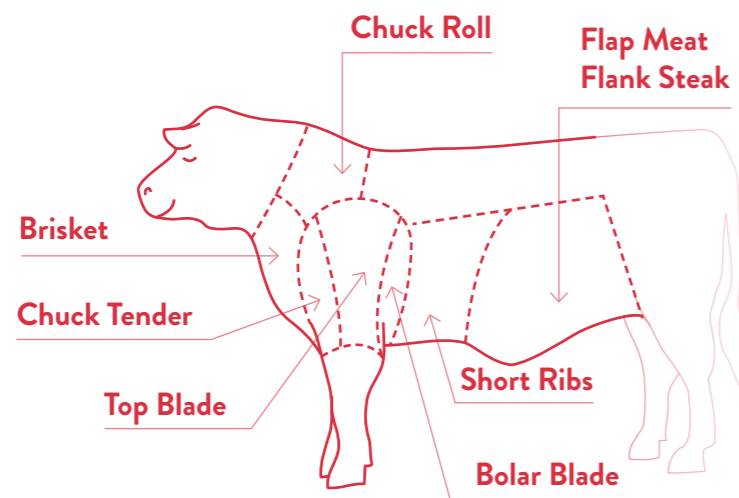 Chuck Roll
Flap Meat
Flank Steak
Brisket
Chuck Tender
Top Blade
Short Ribs
Bolar Blade